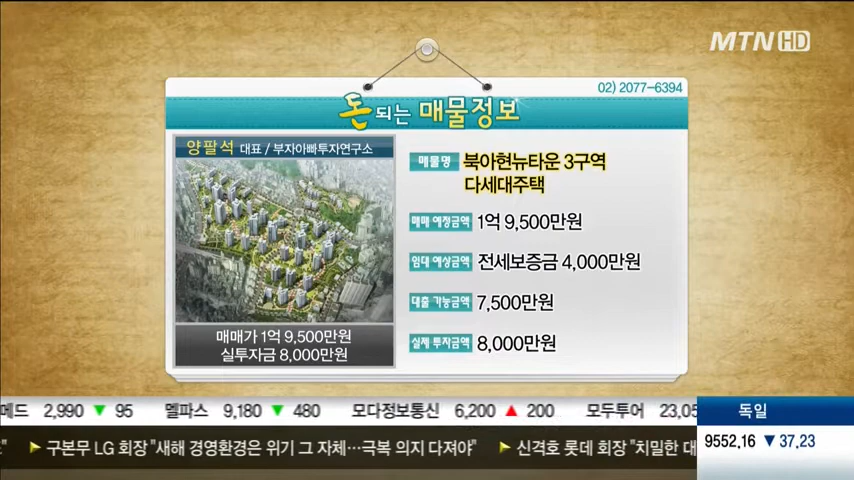 MTN HD
02) 2077-6394
돈 되는 매물정보
양팔석 대표 / 부자아빠투자연구소
매매가 1억 9,500만원
실투자금 8,000만원
매물명 북아현뉴타운 3구역
다세대주택
매매 예정금액 1억 9,500만원
임대 예상금액 전세보증금 4,000만원
대출 가능금액 7,500만원
실제 투자금액 8,000만원
메드 2,990 ▼ 95 멜파스 9,180 ▼ 480 모다정보통신 6,200 ▲ 200 모두투어 23,05
독일
9552.16 ▼ 37.23
" ▶ 구본무 LG 회장 "새해 경영환경은 위기 그 자체…극복 의지 다져야" ▶ 신격호 롯데 회장 "치밀한 대